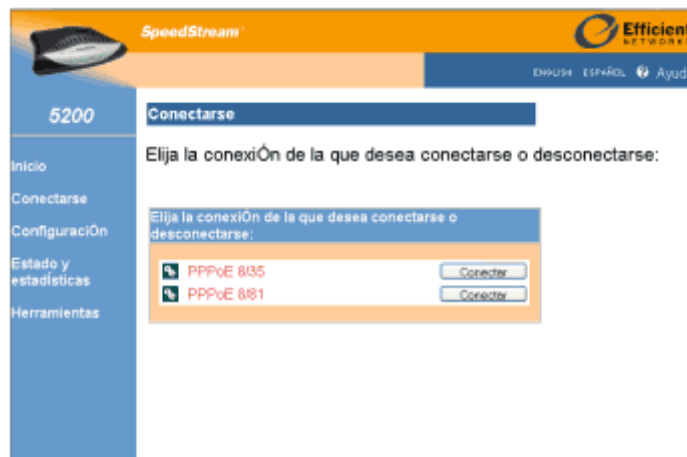 SpeedStream
Efficient
NETWORKS
ENGLISH ESPAÑOL Ayud
5200
Conectarse
Elija la conexiÓn de la que desea conectarse o desconectarse:
Inicio
Conectarse
ConfiguraciÓn
Estado y
estadÍsticas
Herramientas
Elija la conexiÓn de la que desea conectarse o
desconectarse:
PPPoE 8/35 Conectar
PPPoE 8/81 Conectar